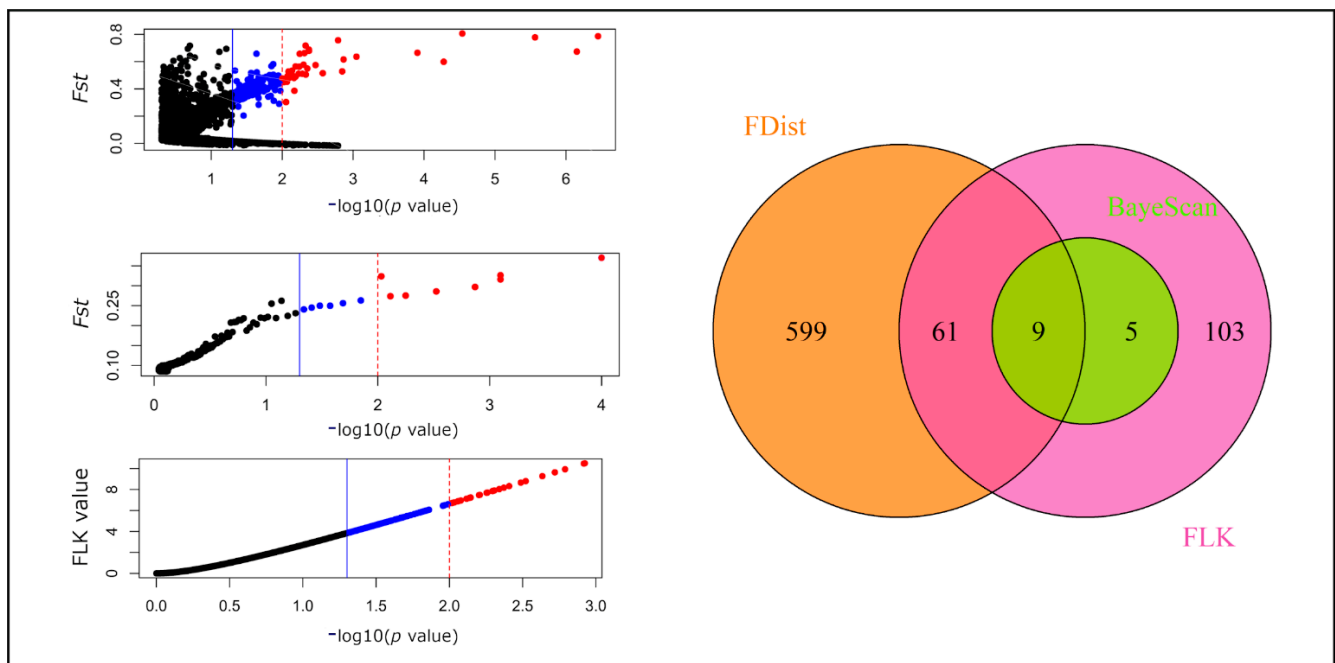 Fst
0.8
0.4
0.0
1 2 3 4 5 6
-log10(p value)
Fst
0.25
0.10
0 1 2 3 4
-log10(p value)
FLK value
8
4
0
0.0 0.5 1.0 1.5 2.0 2.5 3.0
-log10(p value)
FDist
BayeScan
599 61 9 5 103
FLK